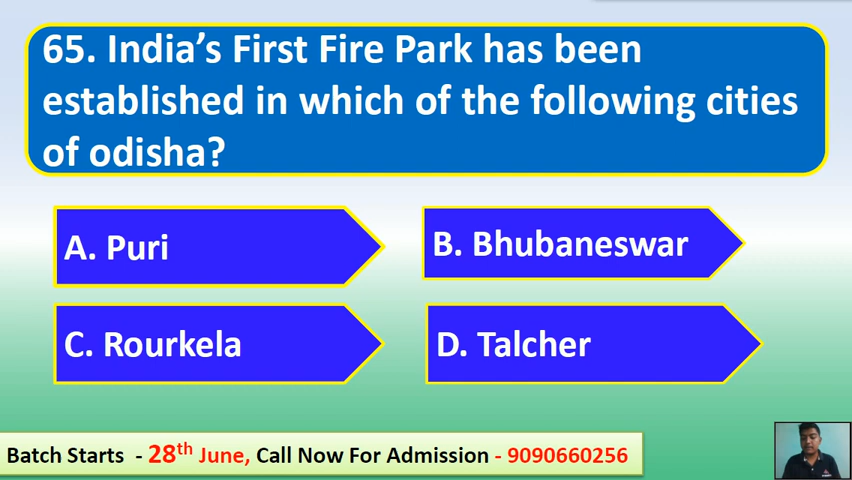 65. India’s First Fire Park has been
established in which of the following cities
of odisha?
A. Puri
B. Bhubaneswar
C. Rourkela
D. Talcher
Batch Starts - 28th June, Call Now For Admission - 9090660256